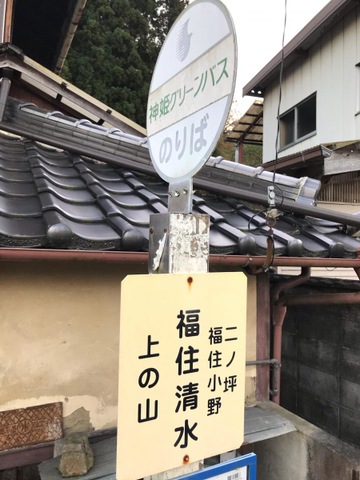 神姫グリーンバス
のりば
二ノ坪
福住小野
福住清水
上の山